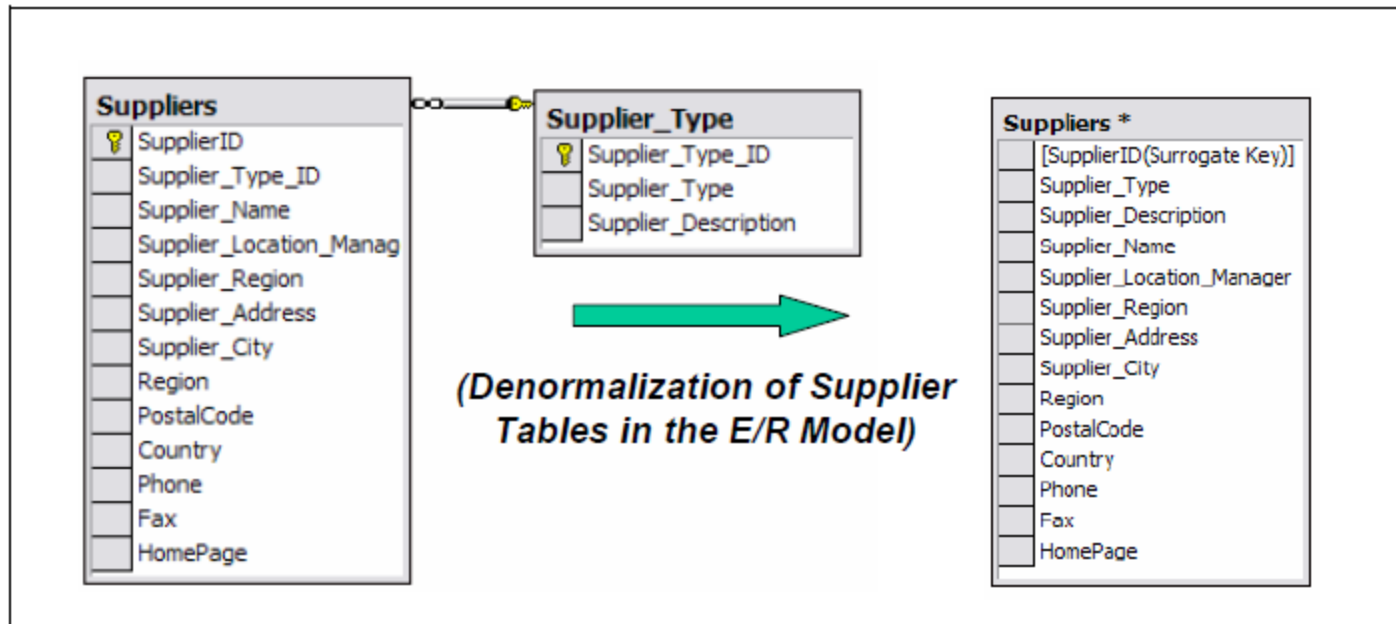 Suppliers
SupplierID
Supplier_Type_ID
Supplier_Name
Supplier_Location_Manag
Supplier_Region
Supplier_Address
Supplier_City
Region
PostalCode
Country
Phone
Fax
HomePage
Supplier_Type
Supplier_Type_ID
Supplier_Type
Supplier_Description
(Denormalization of Supplier
Tables in the E/R Model)
Suppliers *
[SupplierID(Surrogate Key)]
Supplier_Type
Supplier_Description
Supplier_Name
Supplier_Location_Manager
Supplier_Region
Supplier_Address
Supplier_City
Region
PostalCode
Country
Phone
Fax
HomePage